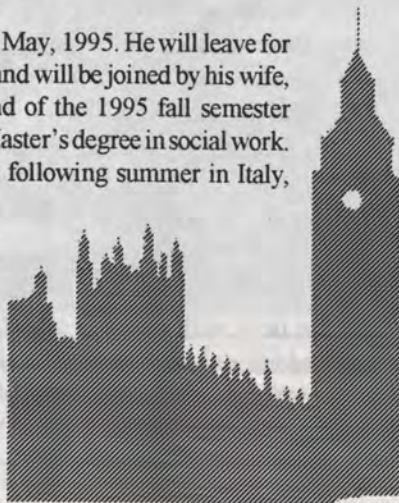 May, 1995. He will leave for
and will be joined by his wife,
nd of the 1995 fall semester
aster's degree in social work.
following summer in Italy,